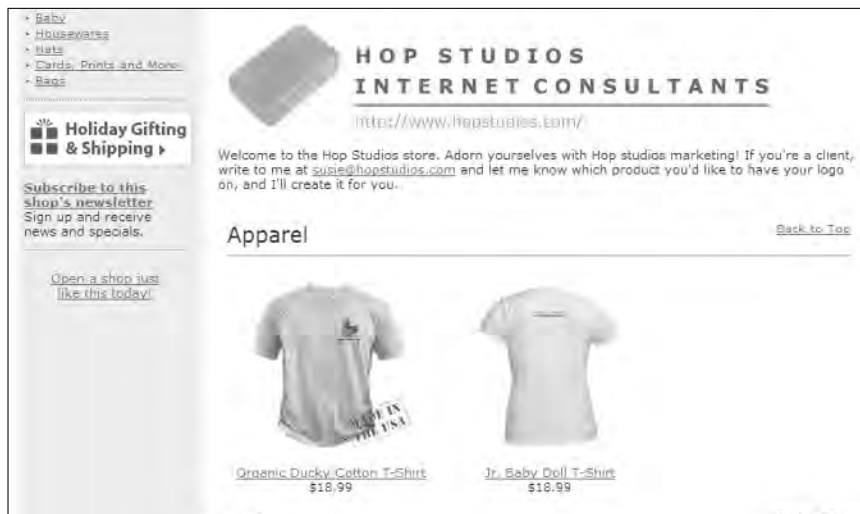 Baby
Housewares
Hats
Cards, Prints and More
Bags
Holiday Gifting
& Shipping
Subscribe to this
shop's newsletter
Sign up and receive
news and specials.
Open a shop just
like this today!
HOP STUDIOS
INTERNET CONSULTANTS
http://www.hopstudios.com/
Welcome to the Hop Studios store. Adorn yourselves with Hop studios marketing! If you're a client,
write to me at susie@hopstudios.com and let me know which product you'd like to have your logo
on, and I'll create it for you.
Apparel
Back to Top
MADE IN
THE USA
Organic Ducky Cotton T-Shirt
$18.99
Jr. Baby Doll T-Shirt
$18.99